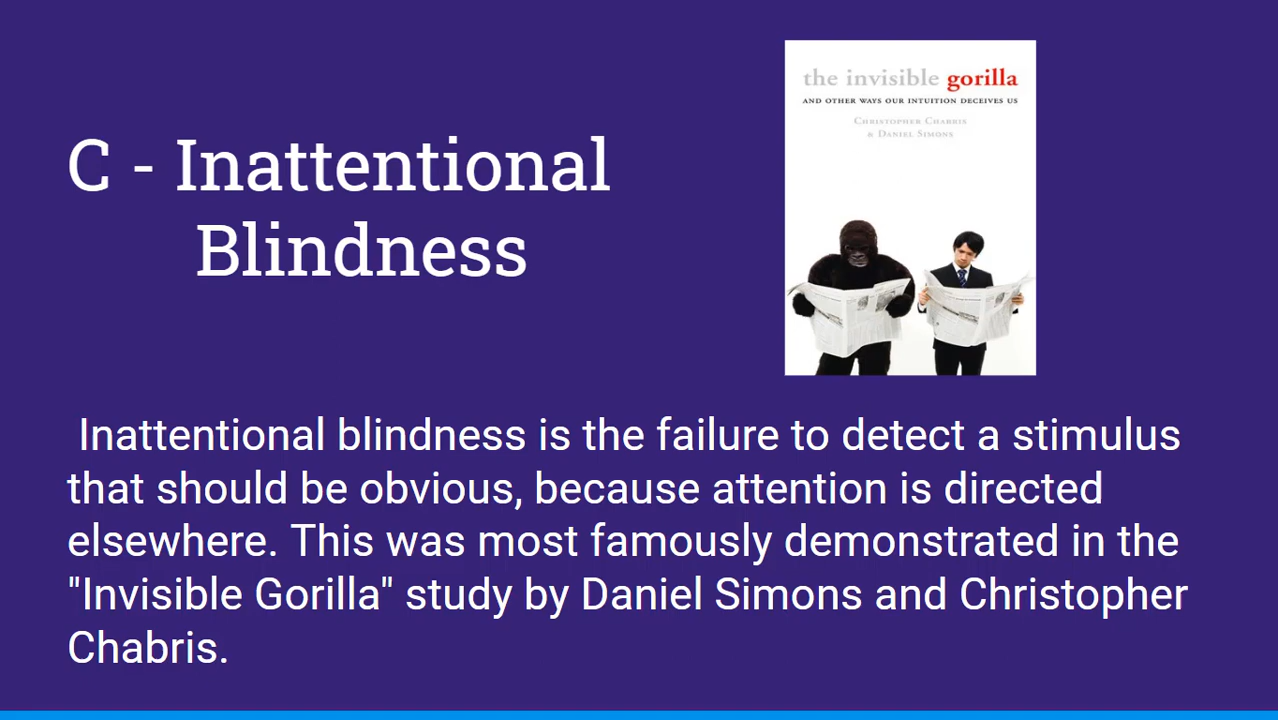 C - Inattentional
Blindness
the invisible gorilla
AND OTHER WAYS OUR INTUITION DECEIVES US
CHRISTOPHER CHABRIS
& DANIEL SIMONS
Inattentional blindness is the failure to detect a stimulus
that should be obvious, because attention is directed
elsewhere. This was most famously demonstrated in the
"Invisible Gorilla" study by Daniel Simons and Christopher
Chabris.